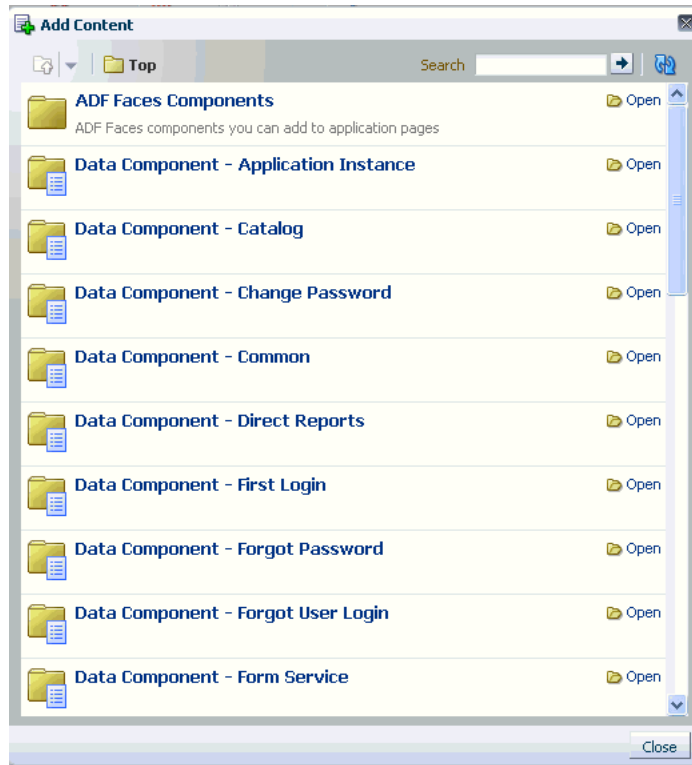 Add Content
Top Search
ADF Faces Components Open
ADF Faces components you can add to application pages
Data Component - Application Instance Open
Data Component - Catalog Open
Data Component - Change Password Open
Data Component - Common Open
Data Component - Direct Reports Open
Data Component - First Login Open
Data Component - Forgot Password Open
Data Component - Forgot User Login Open
Data Component - Form Service Open
Close